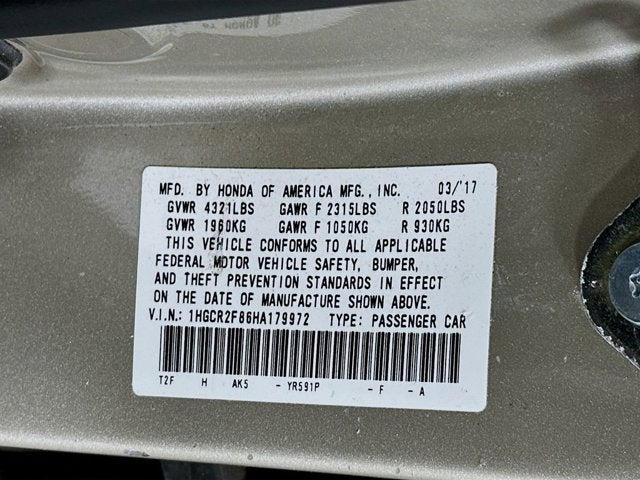 MFD. BY HONDA OF AMERICA MFG., INC. 03/'17
GVWR 4321LBS GAWR F 2315LBS R 2050LBS
GVWR 1960KG GAWR F 1050KG R 930KG
THIS VEHICLE CONFORMS TO ALL APPLICABLE
FEDERAL MOTOR VEHICLE SAFETY, BUMPER,
AND THEFT PREVENTION STANDARDS IN EFFECT
ON THE DATE OF MANUFACTURE SHOWN ABOVE.
V.I.N.: 1HGCR2F86HA179972 TYPE: PASSENGER CAR
T2F H AK5 - YR591P - F - A